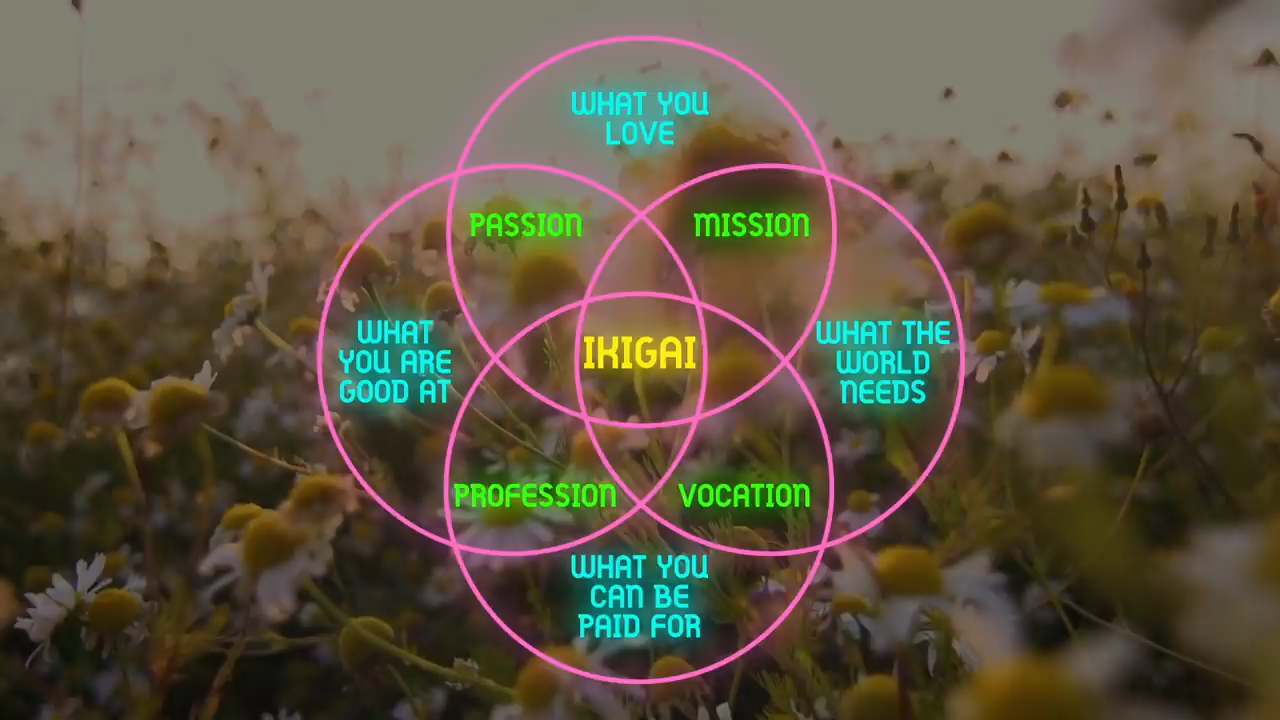 WHAT YOU
LOVE
PASSION
MISSION
WHAT
YOU ARE
GOOD AT
IKIGAI
WHAT THE
WORLD
NEEDS
PROFESSION
VOCATION
WHAT YOU
CAN BE
PAID FOR